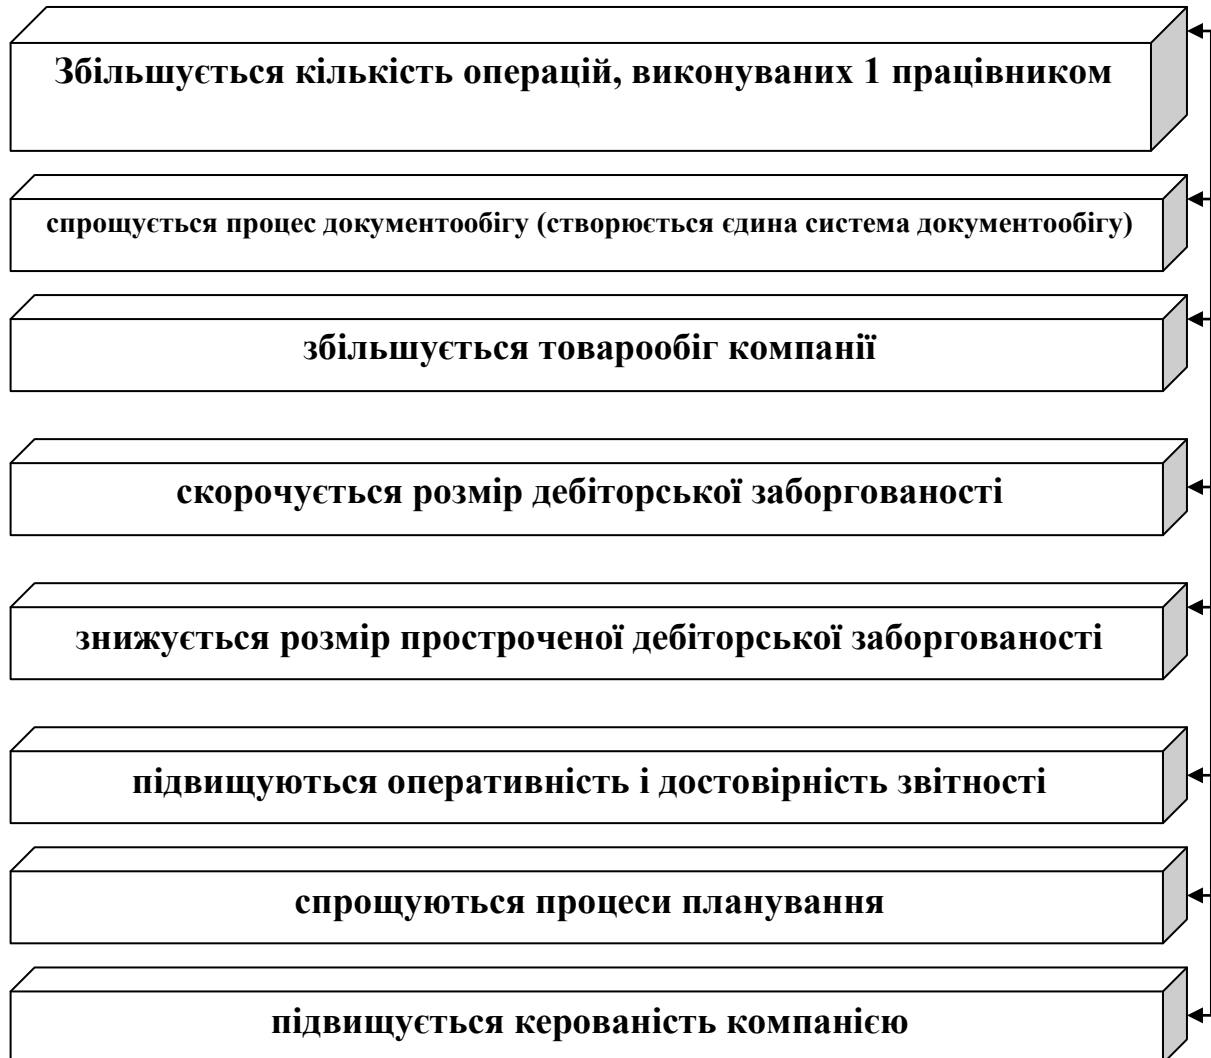 Збільшується кількість операцій, виконуваних 1 працівником
спрощується процес документообігу (створюється єдина система документообігу)
збільшується товарообіг компанії
скорочується розмір дебіторської заборгованості
знижується розмір простроченої дебіторської заборгованості
підвищуються оперативність і достовірність звітності
спрощуються процеси планування
підвищується керованість компанією